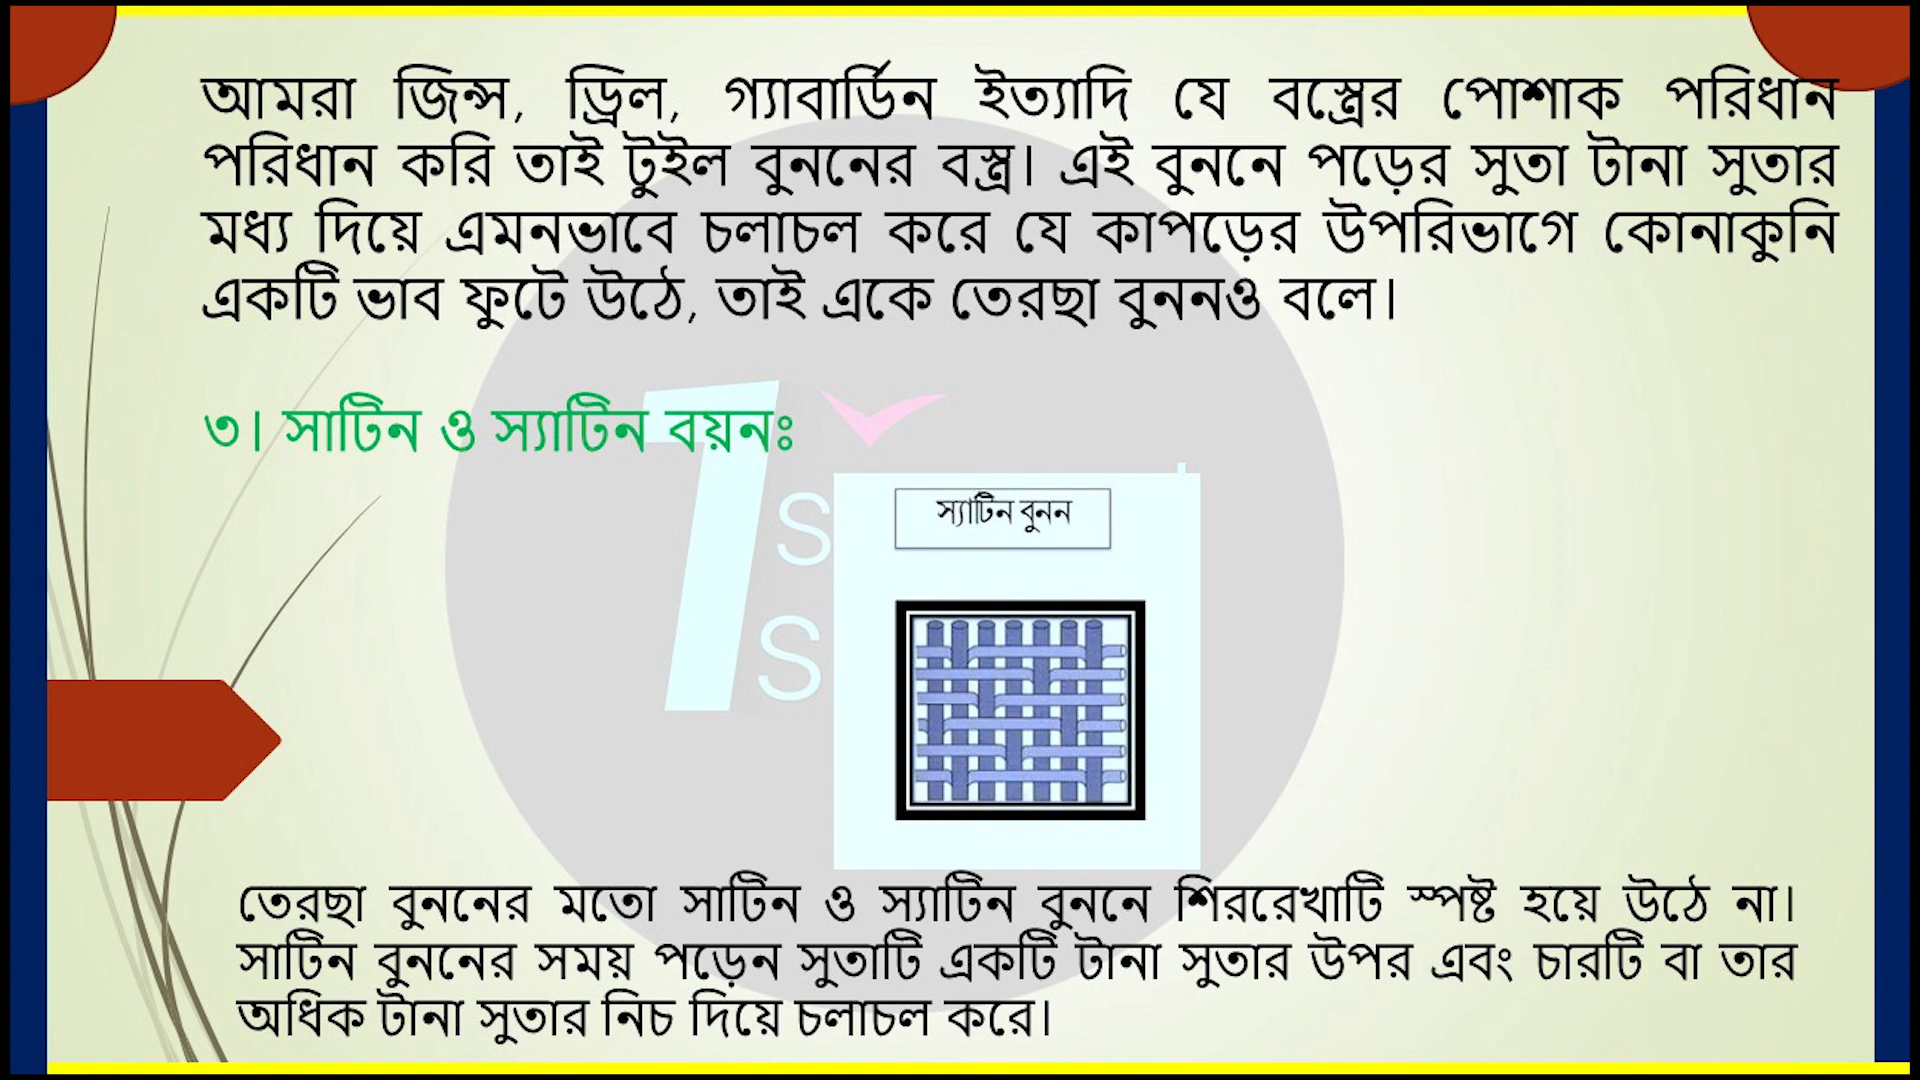 আমরা জিন্স, ড্রিল, গ্যাবার্ডিন ইত্যাদি যে বস্ত্রের পোশাক পরিধান
পরিধান করি তাই টুইল বুননের বস্ত্র। এই বুননে পড়ের সুতা টানা সুতার
মধ্য দিয়ে এমনভাবে চলাচল করে যে কাপড়ের উপরিভাগে কোনাকুনি
একটি ভাব ফুটে উঠে, তাই একে তেরছা বুননও বলে।
৩। সাটিন ও স্যাটিন বয়নঃ
স্যাটিন বুনন
তেরছা বুননের মতো সাটিন ও স্যাটিন বুননে শিররেখাটি স্পষ্ট হয়ে উঠে না।
সাটিন বুননের সময় পড়েন সুতাটি একটি টানা সুতার উপর এবং চারটি বা তার
অধিক টানা সুতার নিচ দিয়ে চলাচল করে।